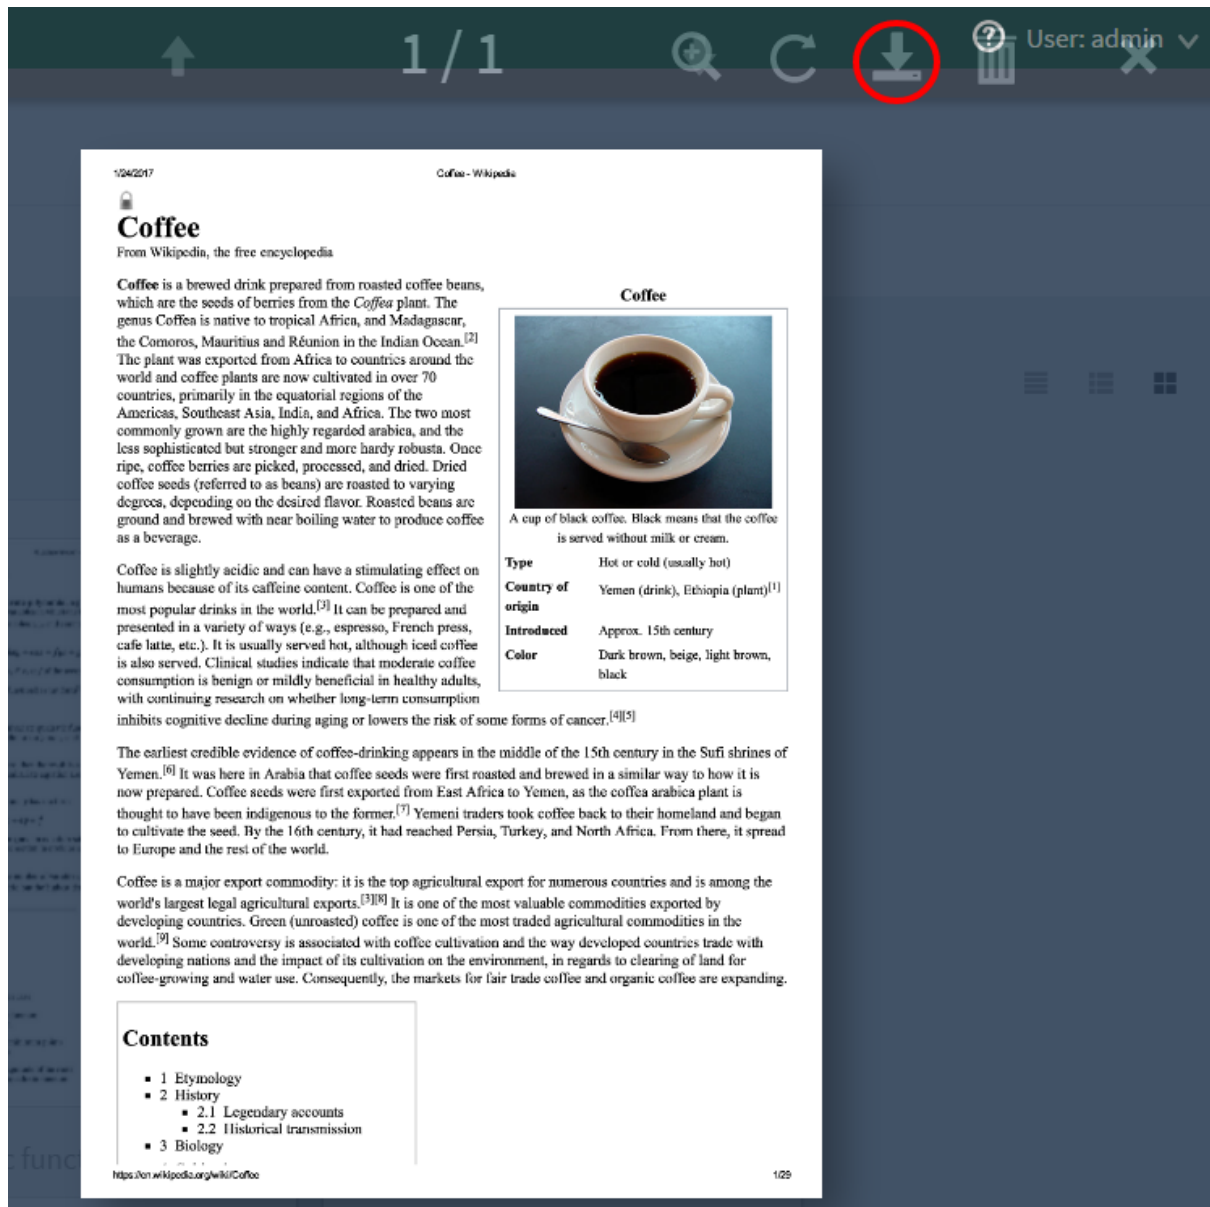 1 / 1
User: admin
1/24/2017
Coffee - Wikipedia
Coffee
From Wikipedia, the free encyclopedia
Coffee is a brewed drink prepared from roasted coffee beans,
which are the seeds of berries from the Coffea plant. The
genus Coffea is native to tropical Africa, and Madagascar,
the Comoros, Mauritius and Réunion in the Indian Ocean.[2]
The plant was exported from Africa to countries around the
world and coffee plants are now cultivated in over 70
countries, primarily in the equatorial regions of the
Americas, Southeast Asia, India, and Africa. The two most
commonly grown are the highly regarded arabica, and the
less sophisticated but stronger and more hardy robusta. Once
ripe, coffee berries are picked, processed, and dried. Dried
coffee seeds (referred to as beans) are roasted to varying
degrees, depending on the desired flavor. Roasted beans are
ground and brewed with near boiling water to produce coffee
as a beverage.
Coffee
A cup of black coffee. Black means that the coffee
is served without milk or cream.
Type Hot or cold (usually hot)
Country of
origin Yemen (drink), Ethiopia (plant)[1]
Introduced Approx. 15th century
Color Dark brown, beige, light brown,
black
Coffee is slightly acidic and can have a stimulating effect on
humans because of its caffeine content. Coffee is one of the
most popular drinks in the world.[3] It can be prepared and
presented in a variety of ways (e.g., espresso, French press,
cafe latte, etc.). It is usually served hot, although iced coffee
is also served. Clinical studies indicate that moderate coffee
consumption is benign or mildly beneficial in healthy adults,
with continuing research on whether long-term consumption
inhibits cognitive decline during aging or lowers the risk of some forms of cancer.[4][5]
The earliest credible evidence of coffee-drinking appears in the middle of the 15th century in the Sufi shrines of
Yemen.[6] It was here in Arabia that coffee seeds were first roasted and brewed in a similar way to how it is
now prepared. Coffee seeds were first exported from East Africa to Yemen, as the coffea arabica plant is
thought to have been indigenous to the former.[7] Yemeni traders took coffee back to their homeland and began
to cultivate the seed. By the 16th century, it had reached Persia, Turkey, and North Africa. From there, it spread
to Europe and the rest of the world.
Coffee is a major export commodity: it is the top agricultural export for numerous countries and is among the
world's largest legal agricultural exports.[3][8] It is one of the most valuable commodities exported by
developing countries. Green (unroasted) coffee is one of the most traded agricultural commodities in the
world.[9] Some controversy is associated with coffee cultivation and the way developed countries trade with
developing nations and the impact of its cultivation on the environment, in regards to clearing of land for
coffee-growing and water use. Consequently, the markets for fair trade coffee and organic coffee are expanding.
Contents
1 Etymology
2 History
2.1 Legendary accounts
2.2 Historical transmission
3 Biology
https://en.wikipedia.org/wiki/Coffee
1/29